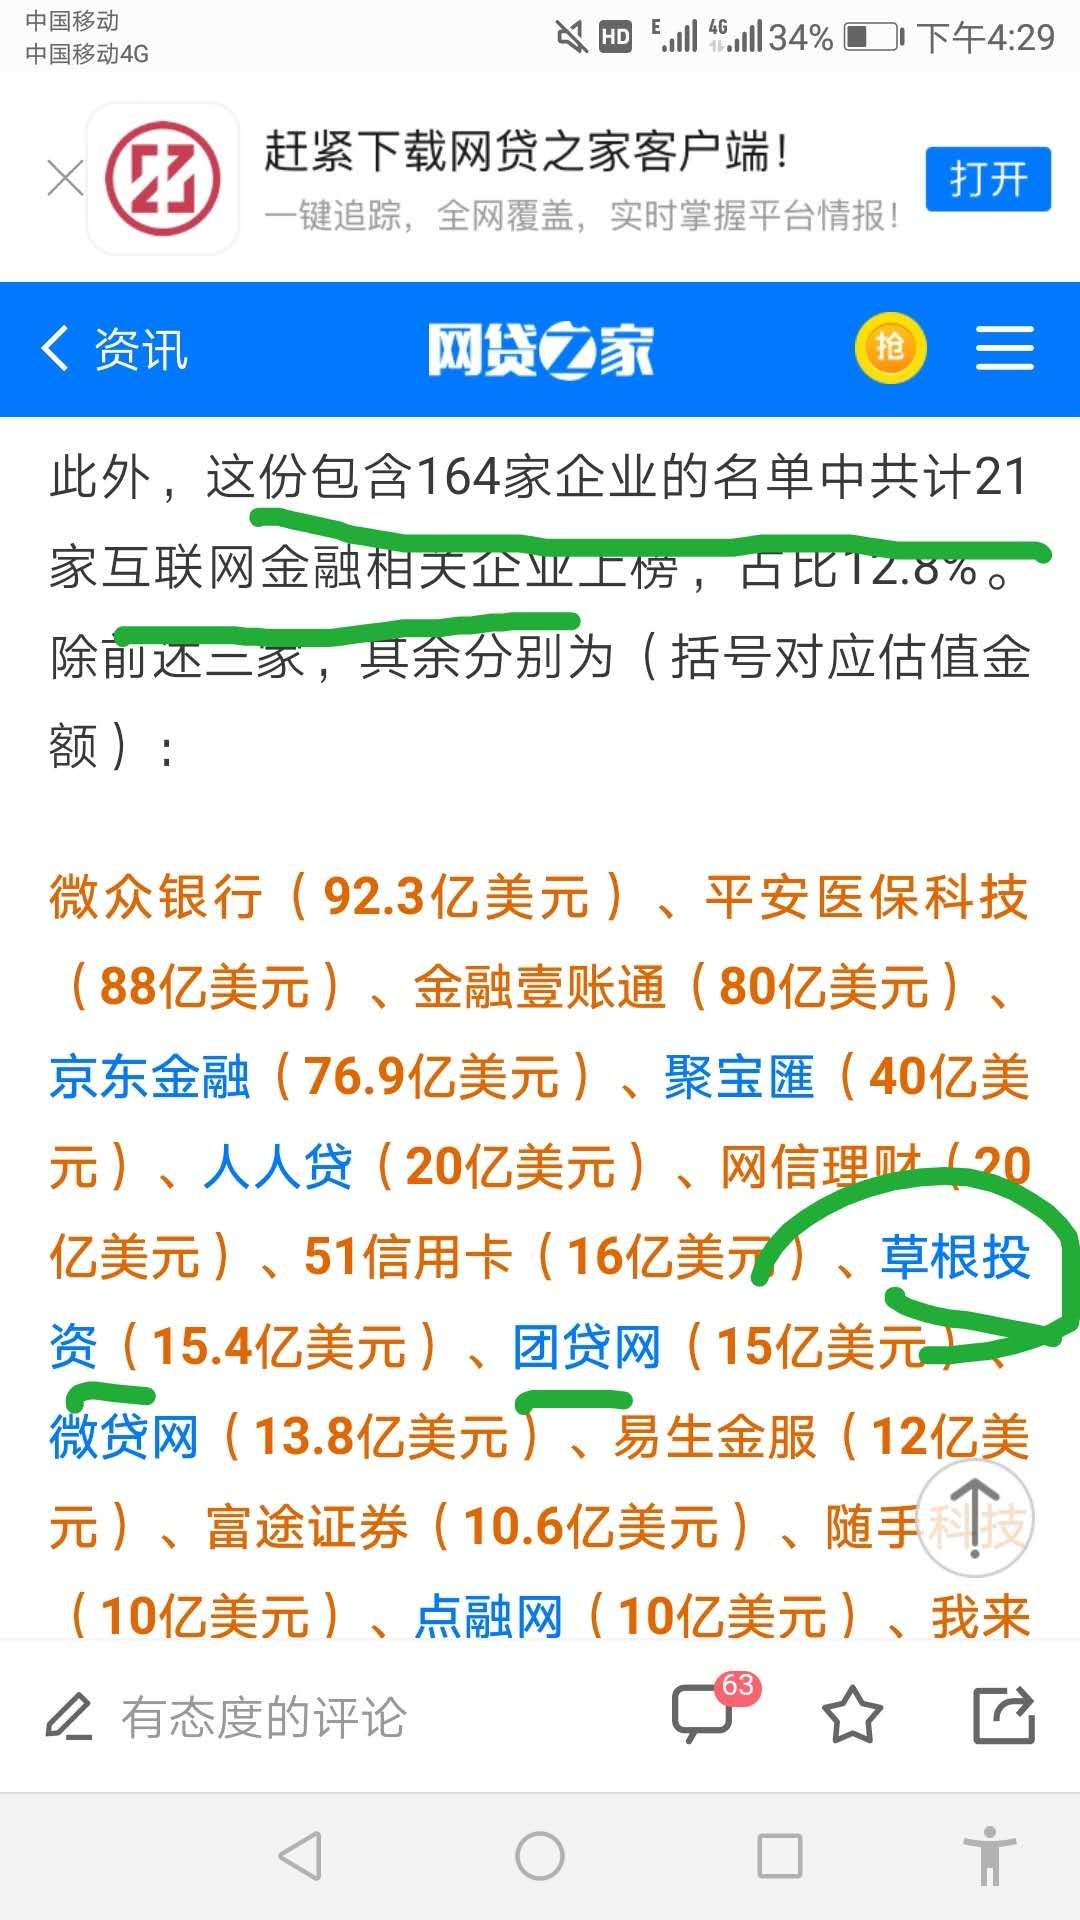 中国移动
中国移动4G
HD
E
4G
34%
下午4:29
赶紧下载网贷之家客户端!
一键追踪，全网覆盖，实时掌握平台情报!
打开
资讯
网贷之家
抢
此外，这份包含164家企业的名单中共计21
家互联网金融相关企业上榜，占比12.8%。
除前述三家，其余分别为（括号对应估值金
额）：
微众银行（92.3亿美元）、平安医保科技
（88亿美元）、金融壹账通（80亿美元）、
京东金融（76.9亿美元）、聚宝匯（40亿美
元）、人人贷（20亿美元）、网信理财（20
亿美元）、51信用卡（16亿美元）、草根投
资（15.4亿美元）、团贷网（15亿美元）、
微贷网（13.8亿美元）、易生金服（12亿美
元）、富途证券（10.6亿美元）、随手科技
（10亿美元）、点融网（10亿美元）、我来
有态度的评论
63